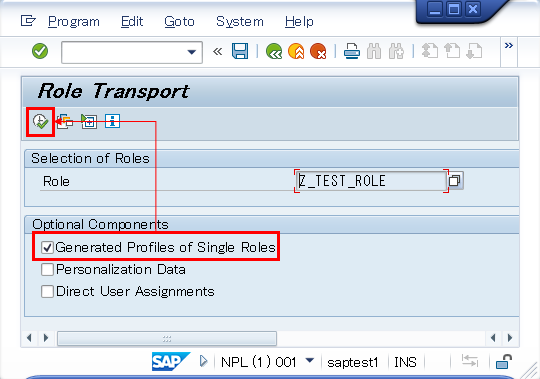 Program Edit Goto System Help
Role Transport
Selection of Roles
Role Z_TEST_ROLE
Optional Components
Generated Profiles of Single Roles
Personalization Data
Direct User Assignments
SAP NPL (1) 001 saptest1 INS